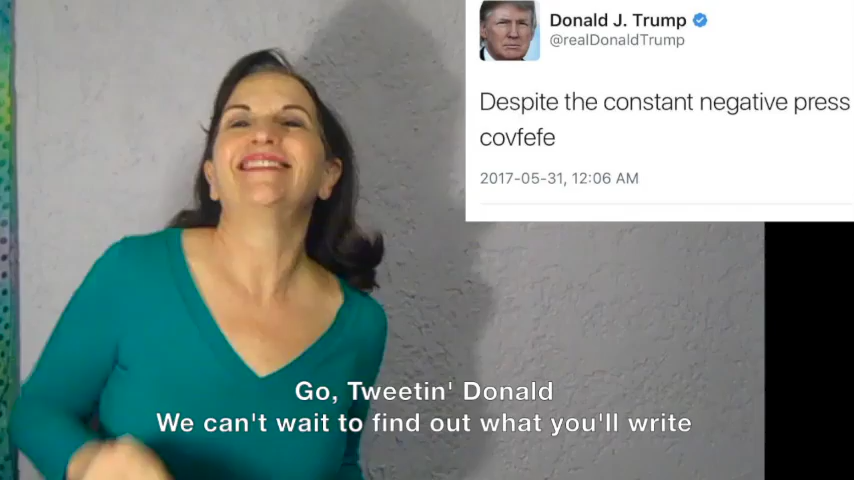 Donald J. Trump
@realDonaldTrump
Despite the constant negative press
covfefe
2017-05-31, 12:06 AM
Go, Tweetin' Donald
We can't wait to find out what you'll write